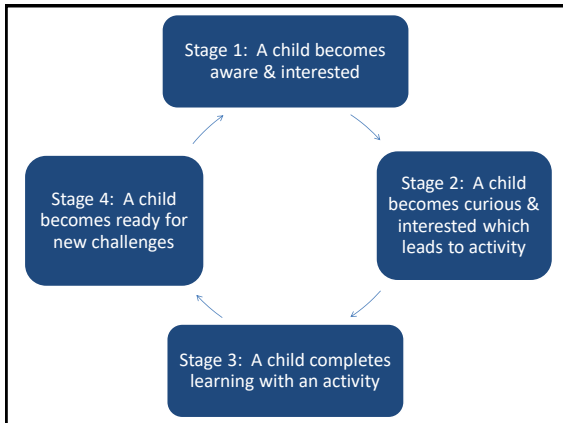 Stage 1:  A child becomes
aware & interested
Stage 2:  A child
becomes curious &
interested which
leads to activity
Stage 3:  A child completes
learning with an activity
Stage 4:  A child
becomes ready for
new challenges